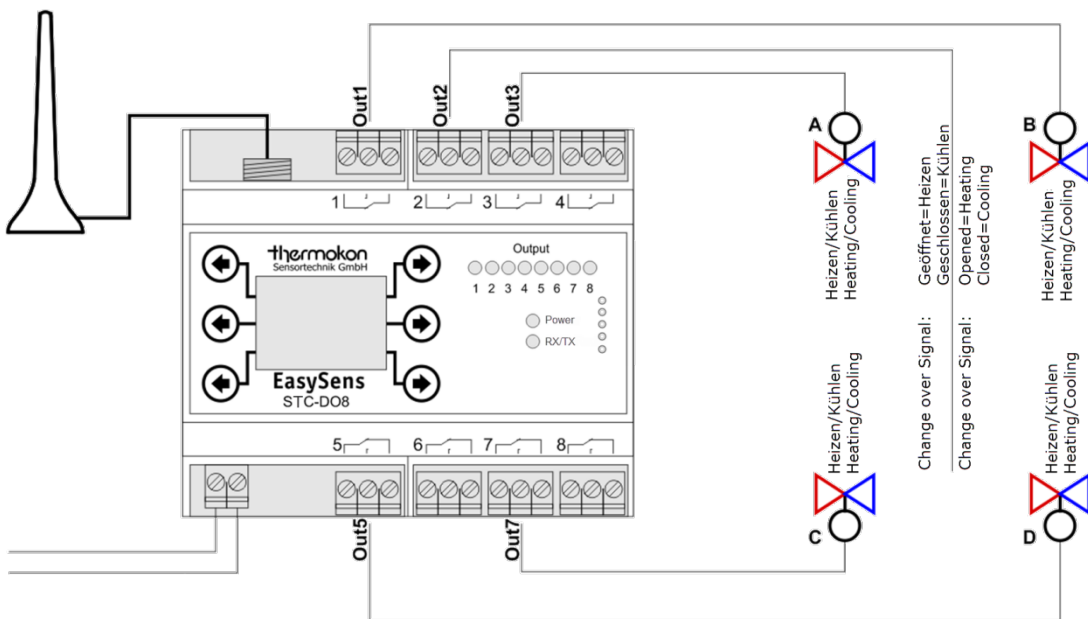 Out1
Out2
Out3
1
2
3
4
thermokon
Sensortechnik GmbH
Output
1 2 3 4 5 6 7 8
Power
RX/TX
EasySens
STC-DO8
5
6
7
8
Out5
Out7
A
Heizen/Kühlen
Heating/Cooling
B
Heizen/Kühlen
Heating/Cooling
Change over Signal: Geöffnet=Heizen
Geschlossen=Kühlen
Change over Signal: Opened=Heating
Closed=Cooling
Heizen/Kühlen
Heating/Cooling
C
Heizen/Kühlen
Heating/Cooling
D